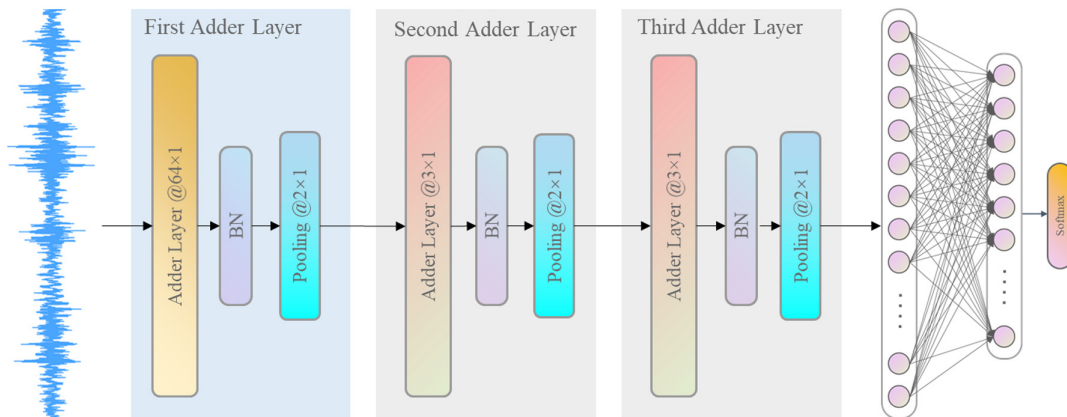 First Adder Layer
Adder Layer @64×1
BN
Pooling @2×1
Second Adder Layer
Adder Layer @3×1
BN
Pooling @2×1
Third Adder Layer
Adder Layer @3×1
BN
Pooling @2×1
Softmax